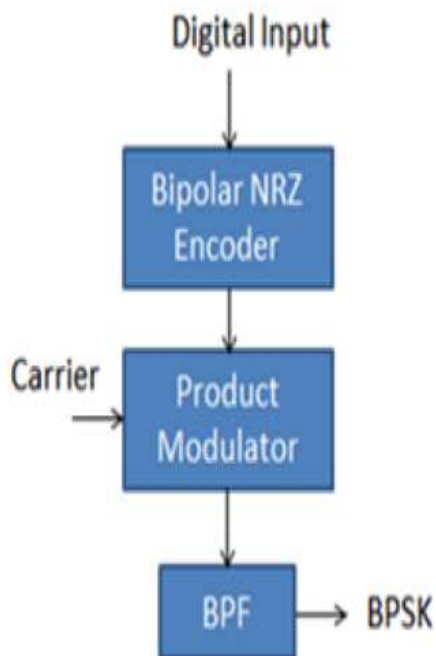 Digital Input
Bipolar NRZ
Encoder
Carrier
Product
Modulator
BPF
BPSK